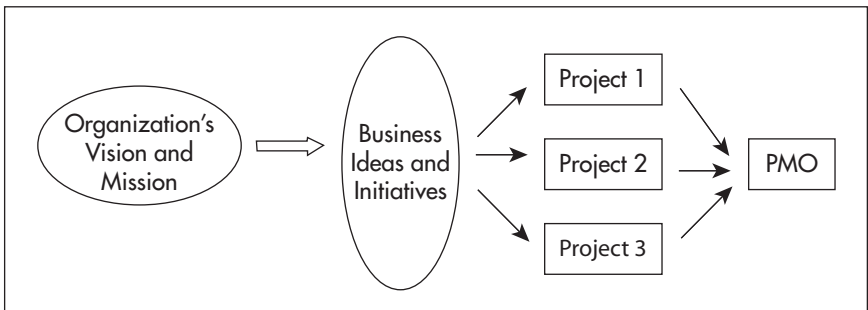 Organization's
Vision and
Mission
Business
Ideas and
Initiatives
Project 1
Project 2
Project 3
PMO